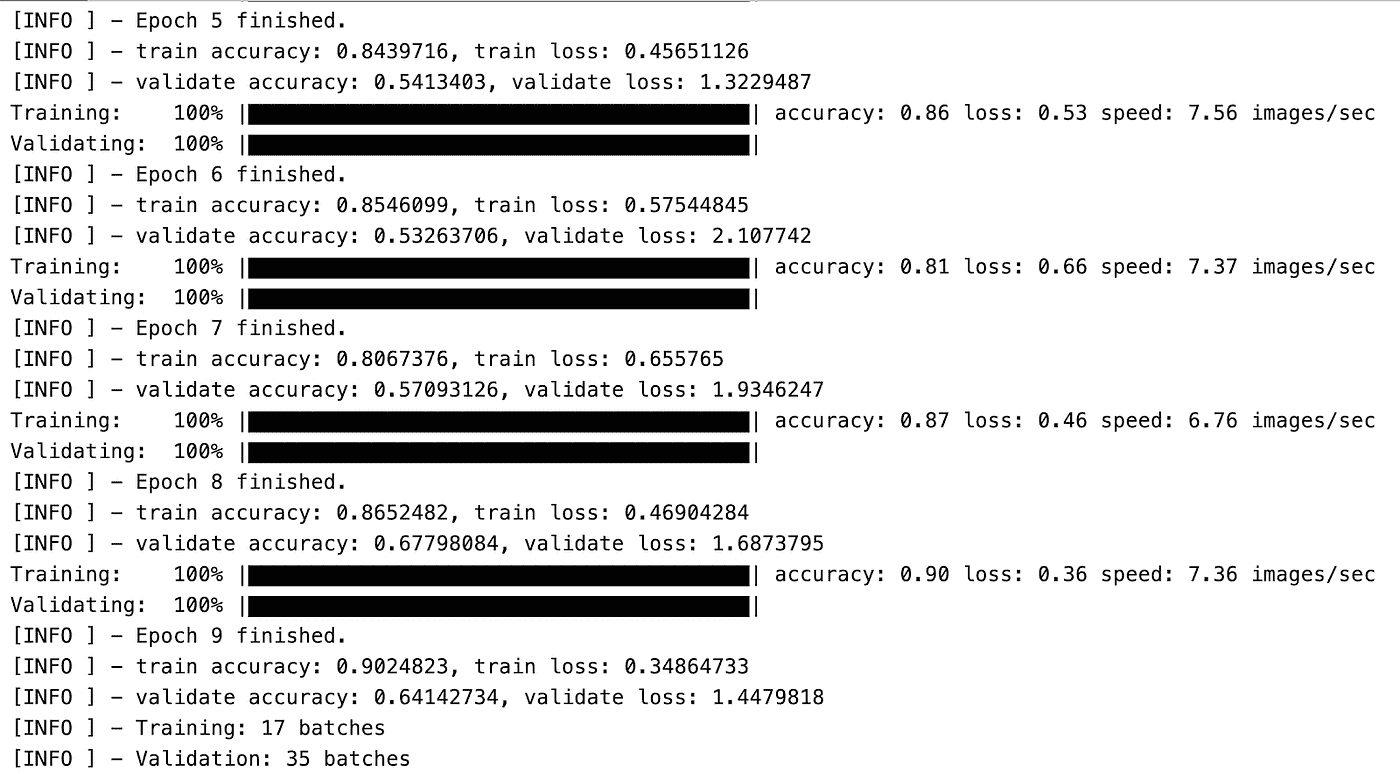 [INFO ] – Epoch 5 finished.
[INFO ] – train accuracy: 0.8439716, train loss: 0.45651126
[INFO ] – validate accuracy: 0.5413403, validate loss: 1.3229487
Training: 100% | | accuracy: 0.86 loss: 0.53 speed: 7.56 images/sec
Validating: 100% | |
[INFO ] – Epoch 6 finished.
[INFO ] – train accuracy: 0.8546099, train loss: 0.57544845
[INFO ] – validate accuracy: 0.53263706, validate loss: 2.107742
Training: 100% | | accuracy: 0.81 loss: 0.66 speed: 7.37 images/sec
Validating: 100% | |
[INFO ] – Epoch 7 finished.
[INFO ] – train accuracy: 0.8067376, train loss: 0.655765
[INFO ] – validate accuracy: 0.57093126, validate loss: 1.9346247
Training: 100% | | accuracy: 0.87 loss: 0.46 speed: 6.76 images/sec
Validating: 100% | |
[INFO ] – Epoch 8 finished.
[INFO ] – train accuracy: 0.8652482, train loss: 0.46904284
[INFO ] – validate accuracy: 0.67798084, validate loss: 1.6873795
Training: 100% | | accuracy: 0.90 loss: 0.36 speed: 7.36 images/sec
Validating: 100% | |
[INFO ] – Epoch 9 finished.
[INFO ] – train accuracy: 0.9024823, train loss: 0.34864733
[INFO ] – validate accuracy: 0.64142734, validate loss: 1.4479818
[INFO ] – Training: 17 batches
[INFO ] – Validation: 35 batches